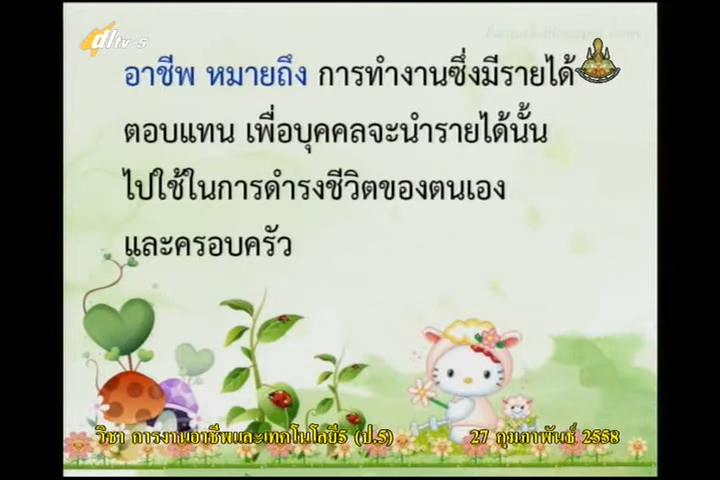 dltv 5
อาชีพ หมายถึง การทำงานซึ่งมีรายได้
ตอบแทน เพื่อบุคคลจะนำรายได้นั้น
ไปใช้ในการดำรงชีวิตของตนเอง
และครอบครัว
วิชา การงานอาชีพและเทคโนโลยี5 (ป.5)
27 กุมภาพันธ์ 2558